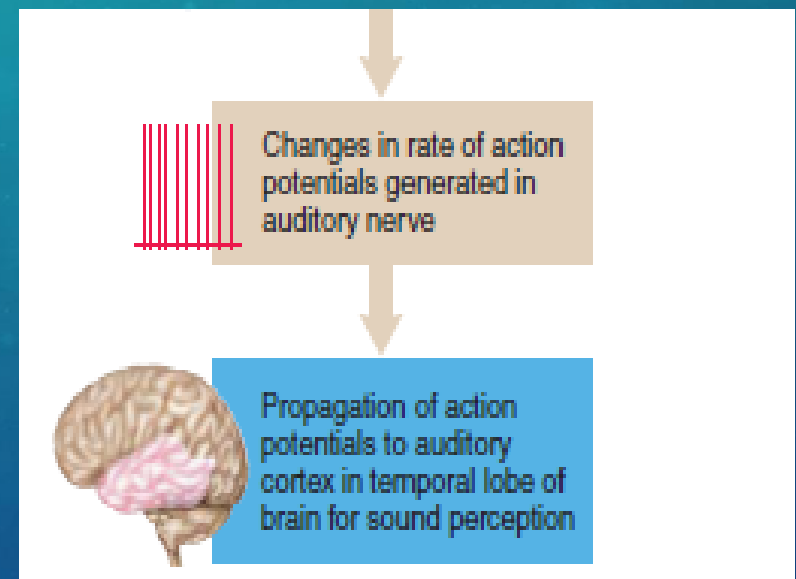 Changes in rate of action
potentials generated in
auditory nerve
Propagation of action
potentials to auditory
cortex in temporal lobe of
brain for sound perception